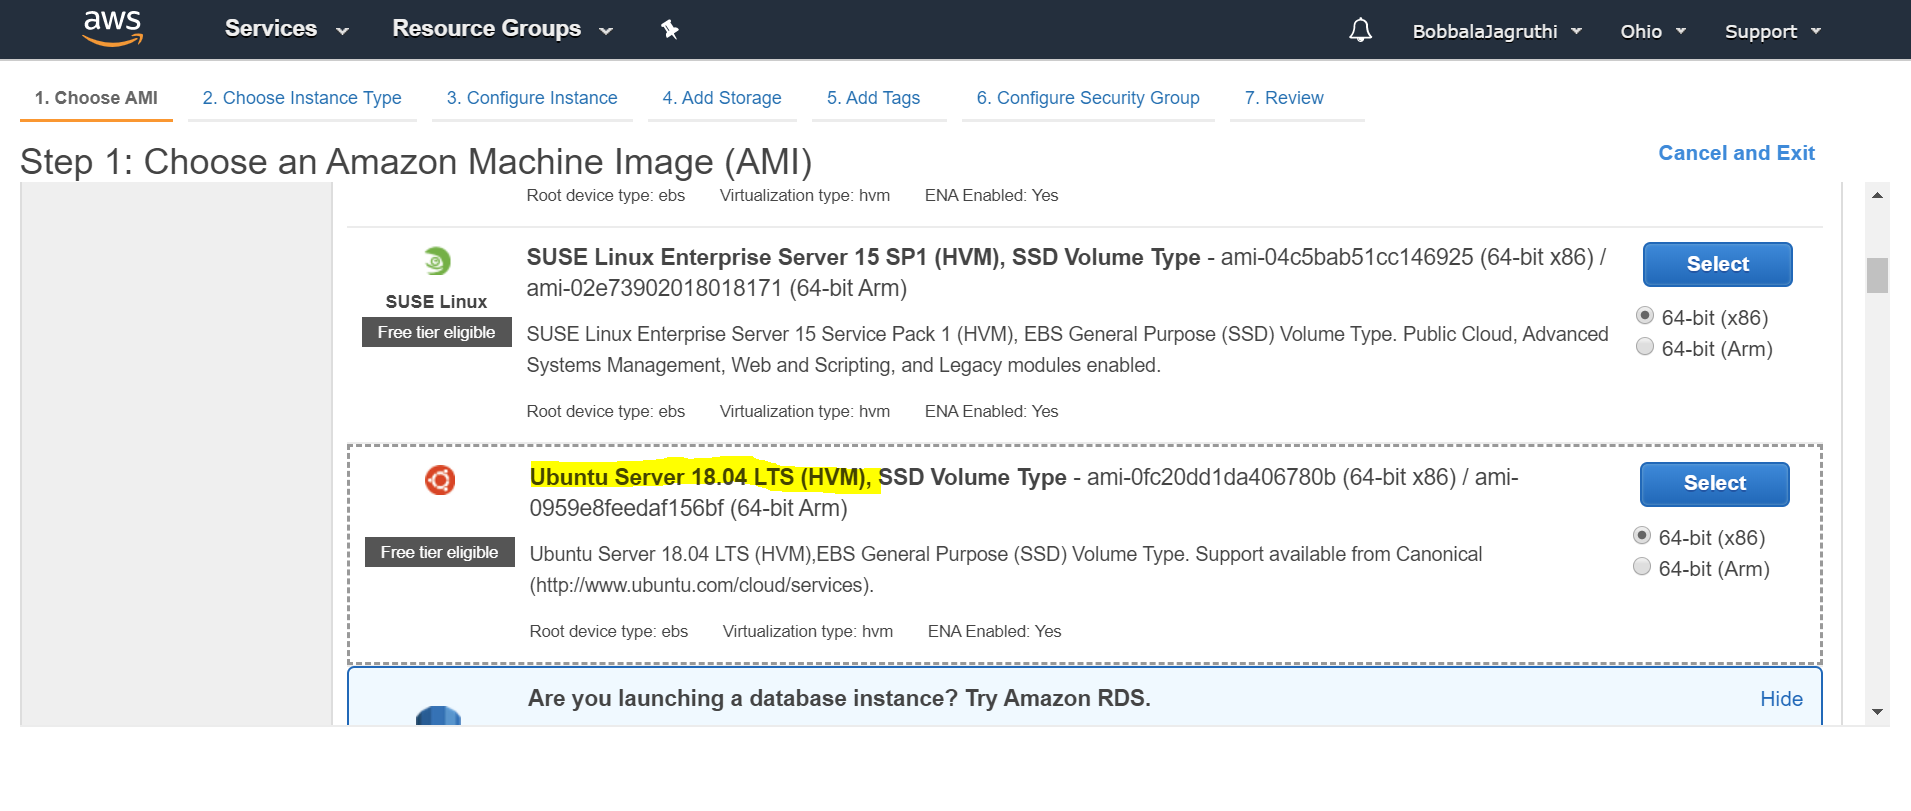 aws Services Resource Groups BobbalaJagruthi Ohio Support
1. Choose AMI 2. Choose Instance Type 3. Configure Instance 4. Add Storage 5. Add Tags 6. Configure Security Group 7. Review
Step 1: Choose an Amazon Machine Image (AMI)
Cancel and Exit
Root device type: ebs Virtualization type: hvm ENA Enabled: Yes
SUSE Linux
Free tier eligible
SUSE Linux Enterprise Server 15 SP1 (HVM), SSD Volume Type - ami-04c5bab51cc146925 (64-bit x86) /
ami-02e73902018018171 (64-bit Arm)
SUSE Linux Enterprise Server 15 Service Pack 1 (HVM), EBS General Purpose (SSD) Volume Type. Public Cloud, Advanced
Systems Management, Web and Scripting, and Legacy modules enabled.
Root device type: ebs Virtualization type: hvm ENA Enabled: Yes
Select
64-bit (x86)
64-bit (Arm)
Free tier eligible
Ubuntu Server 18.04 LTS (HVM), SSD Volume Type - ami-0fc20dd1da406780b (64-bit x86) / ami-
0959e8feedaf156bf (64-bit Arm)
Ubuntu Server 18.04 LTS (HVM),EBS General Purpose (SSD) Volume Type. Support available from Canonical
(http://www.ubuntu.com/cloud/services).
Root device type: ebs Virtualization type: hvm ENA Enabled: Yes
Select
64-bit (x86)
64-bit (Arm)
Are you launching a database instance? Try Amazon RDS.
Hide